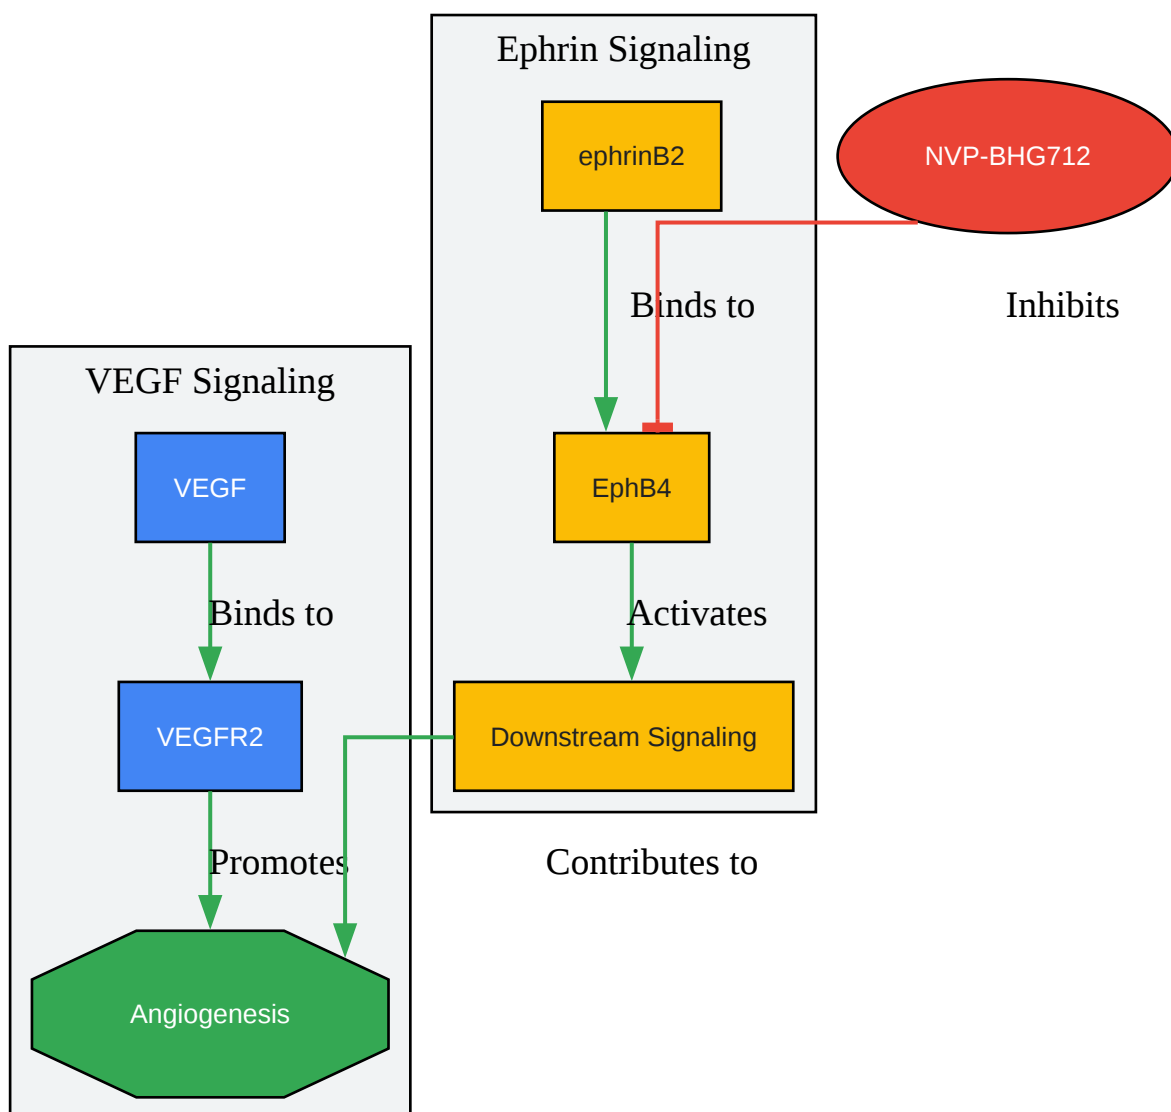 Ephrin Signaling
ephrinB2
NVP-BHG712
Binds to
Inhibits
VEGF Signaling
VEGF
EphB4
Binds to
Activates
VEGFR2
Downstream Signaling
Promotes
Contributes to
Angiogenesis